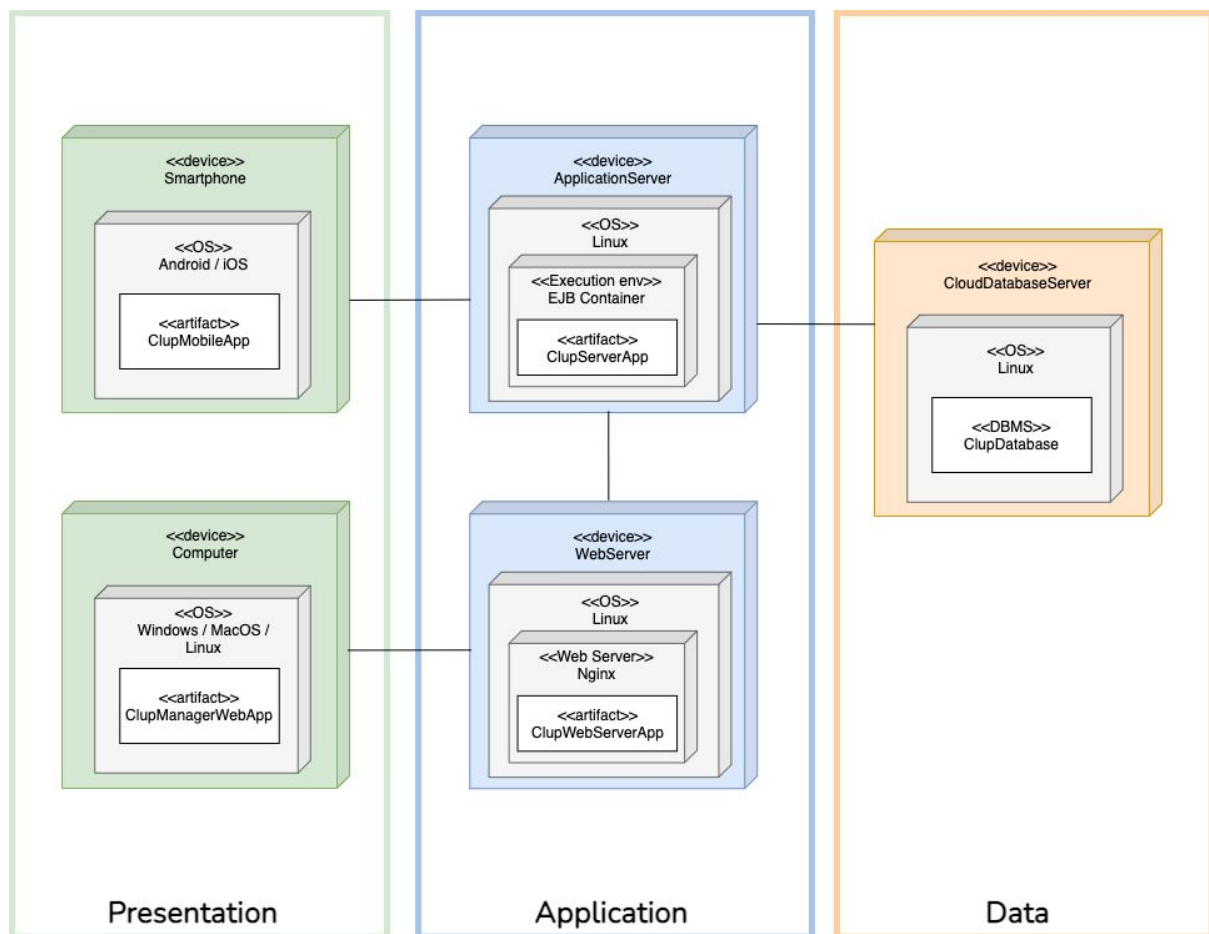 <<device>>
Smartphone
<<OS>>
Android / iOS
<<artifact>>
ClupMobileApp
<<device>>
Computer
<<OS>>
Windows / MacOS /
Linux
<<artifact>>
ClupManagerWebApp
Presentation
<<device>>
ApplicationServer
<<OS>>
Linux
<<Execution env>>
EJB Container
<<artifact>>
ClupServerApp
<<device>>
WebServer
<<OS>>
Linux
<<Web Server>>
Nginx
<<artifact>>
ClupWebServerApp
Application
<<device>>
CloudDatabaseServer
<<OS>>
Linux
<<DBMS>>
ClupDatabase
Data